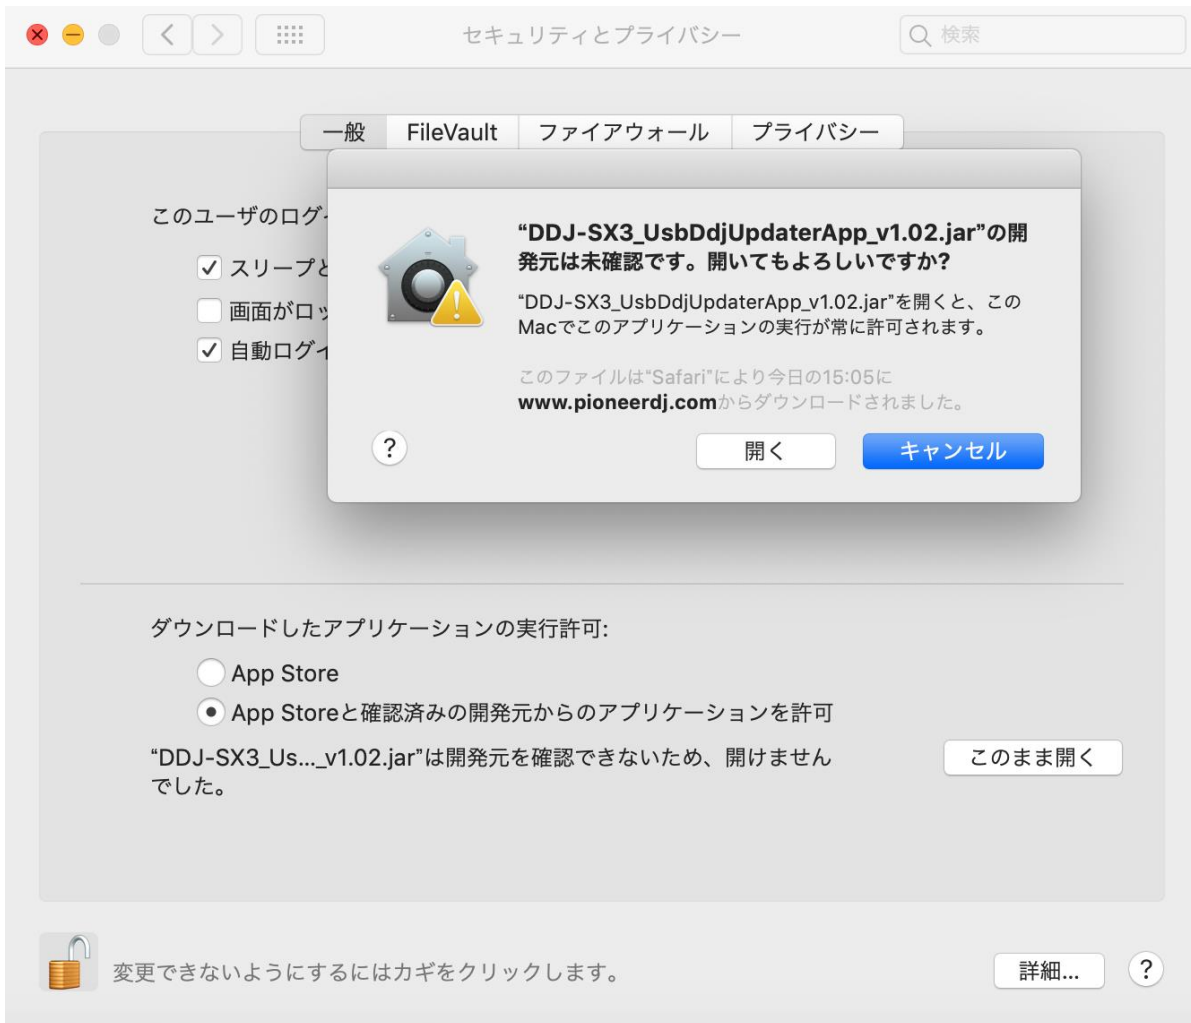 セキュリティとプライバシー
検索
一般
FileVault
ファイアウォール
プライバシー
このユーザのログイ
スリープと
画面がロッ
自動ログイ
“DDJ-SX3_UsbDdjUpdaterApp_v1.02.jar”の開
発元は未確認です。開いてもよろしいですか?
“DDJ-SX3_UsbDdjUpdaterApp_v1.02.jar”を開くと、この
Macでこのアプリケーションの実行が常に許可されます。
このファイルは“Safari”により今日の15:05に
www.pioneerdj.comからダウンロードされました。
?
開く
キャンセル
ダウンロードしたアプリケーションの実行許可:
App Store
App Storeと確認済みの開発元からのアプリケーションを許可
“DDJ-SX3_Us..._v1.02.jar”は開発元を確認できないため、開けません
でした。
このまま開く
変更できないようにするにはカギをクリックします。
詳細...
?